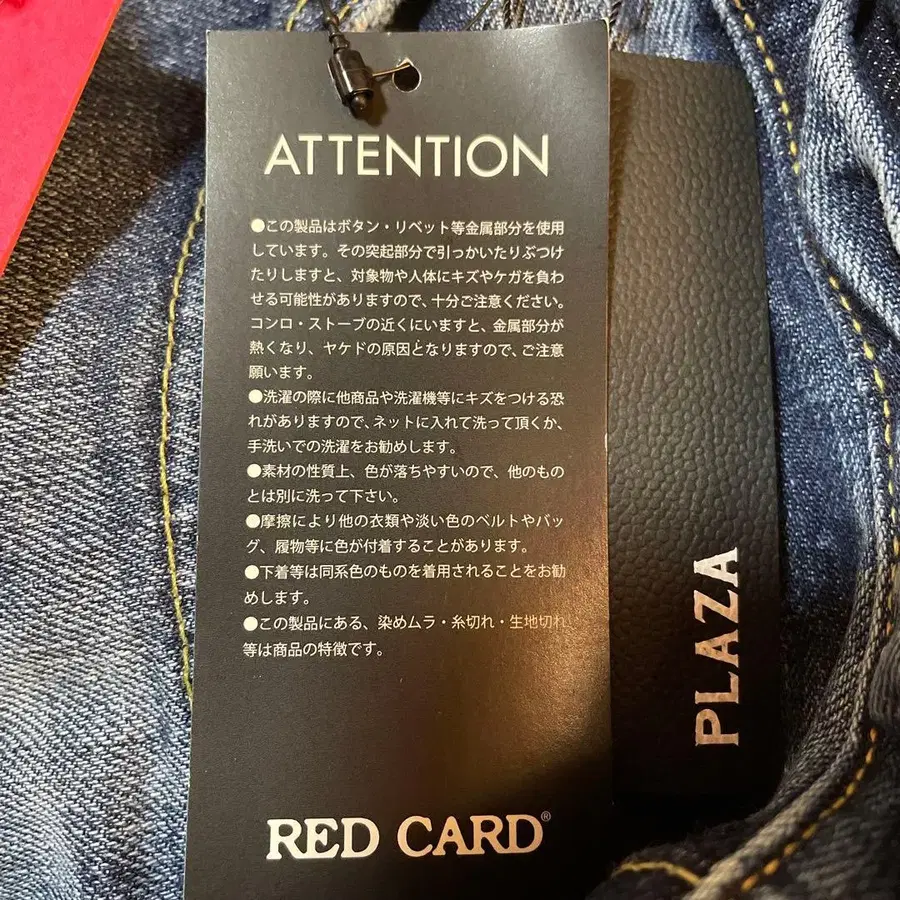 ATTENTION
●この製品はボタン・リベット等金属部分を使用
しています。その突起部分で引っかいたりぶつけ
たりしますと、対象物や人体にキズやケガを負わ
せる可能性がありますので、十分ご注意ください。
コンロ・ストーブの近くにいますと、金属部分が
熱くなり、ヤケドの原因となりますので、ご注意
願います。
●洗濯の際に他商品や洗濯機等にキズをつける恐
れがありますので、ネットに入れて洗って頂くか、
手洗いでの洗濯をお勧めします。
●素材の性質上、色が落ちやすいので、他のもの
とは別に洗って下さい。
●摩擦により他の衣類や淡い色のベルトやバッ
グ、履物等に色が付着することがあります。
●下着等は同系色のものを着用されることをお勧
めします。
●この製品にある、染めムラ・糸切れ・生地切れ
等は商品の特徴です。
RED CARD®
PLAZA